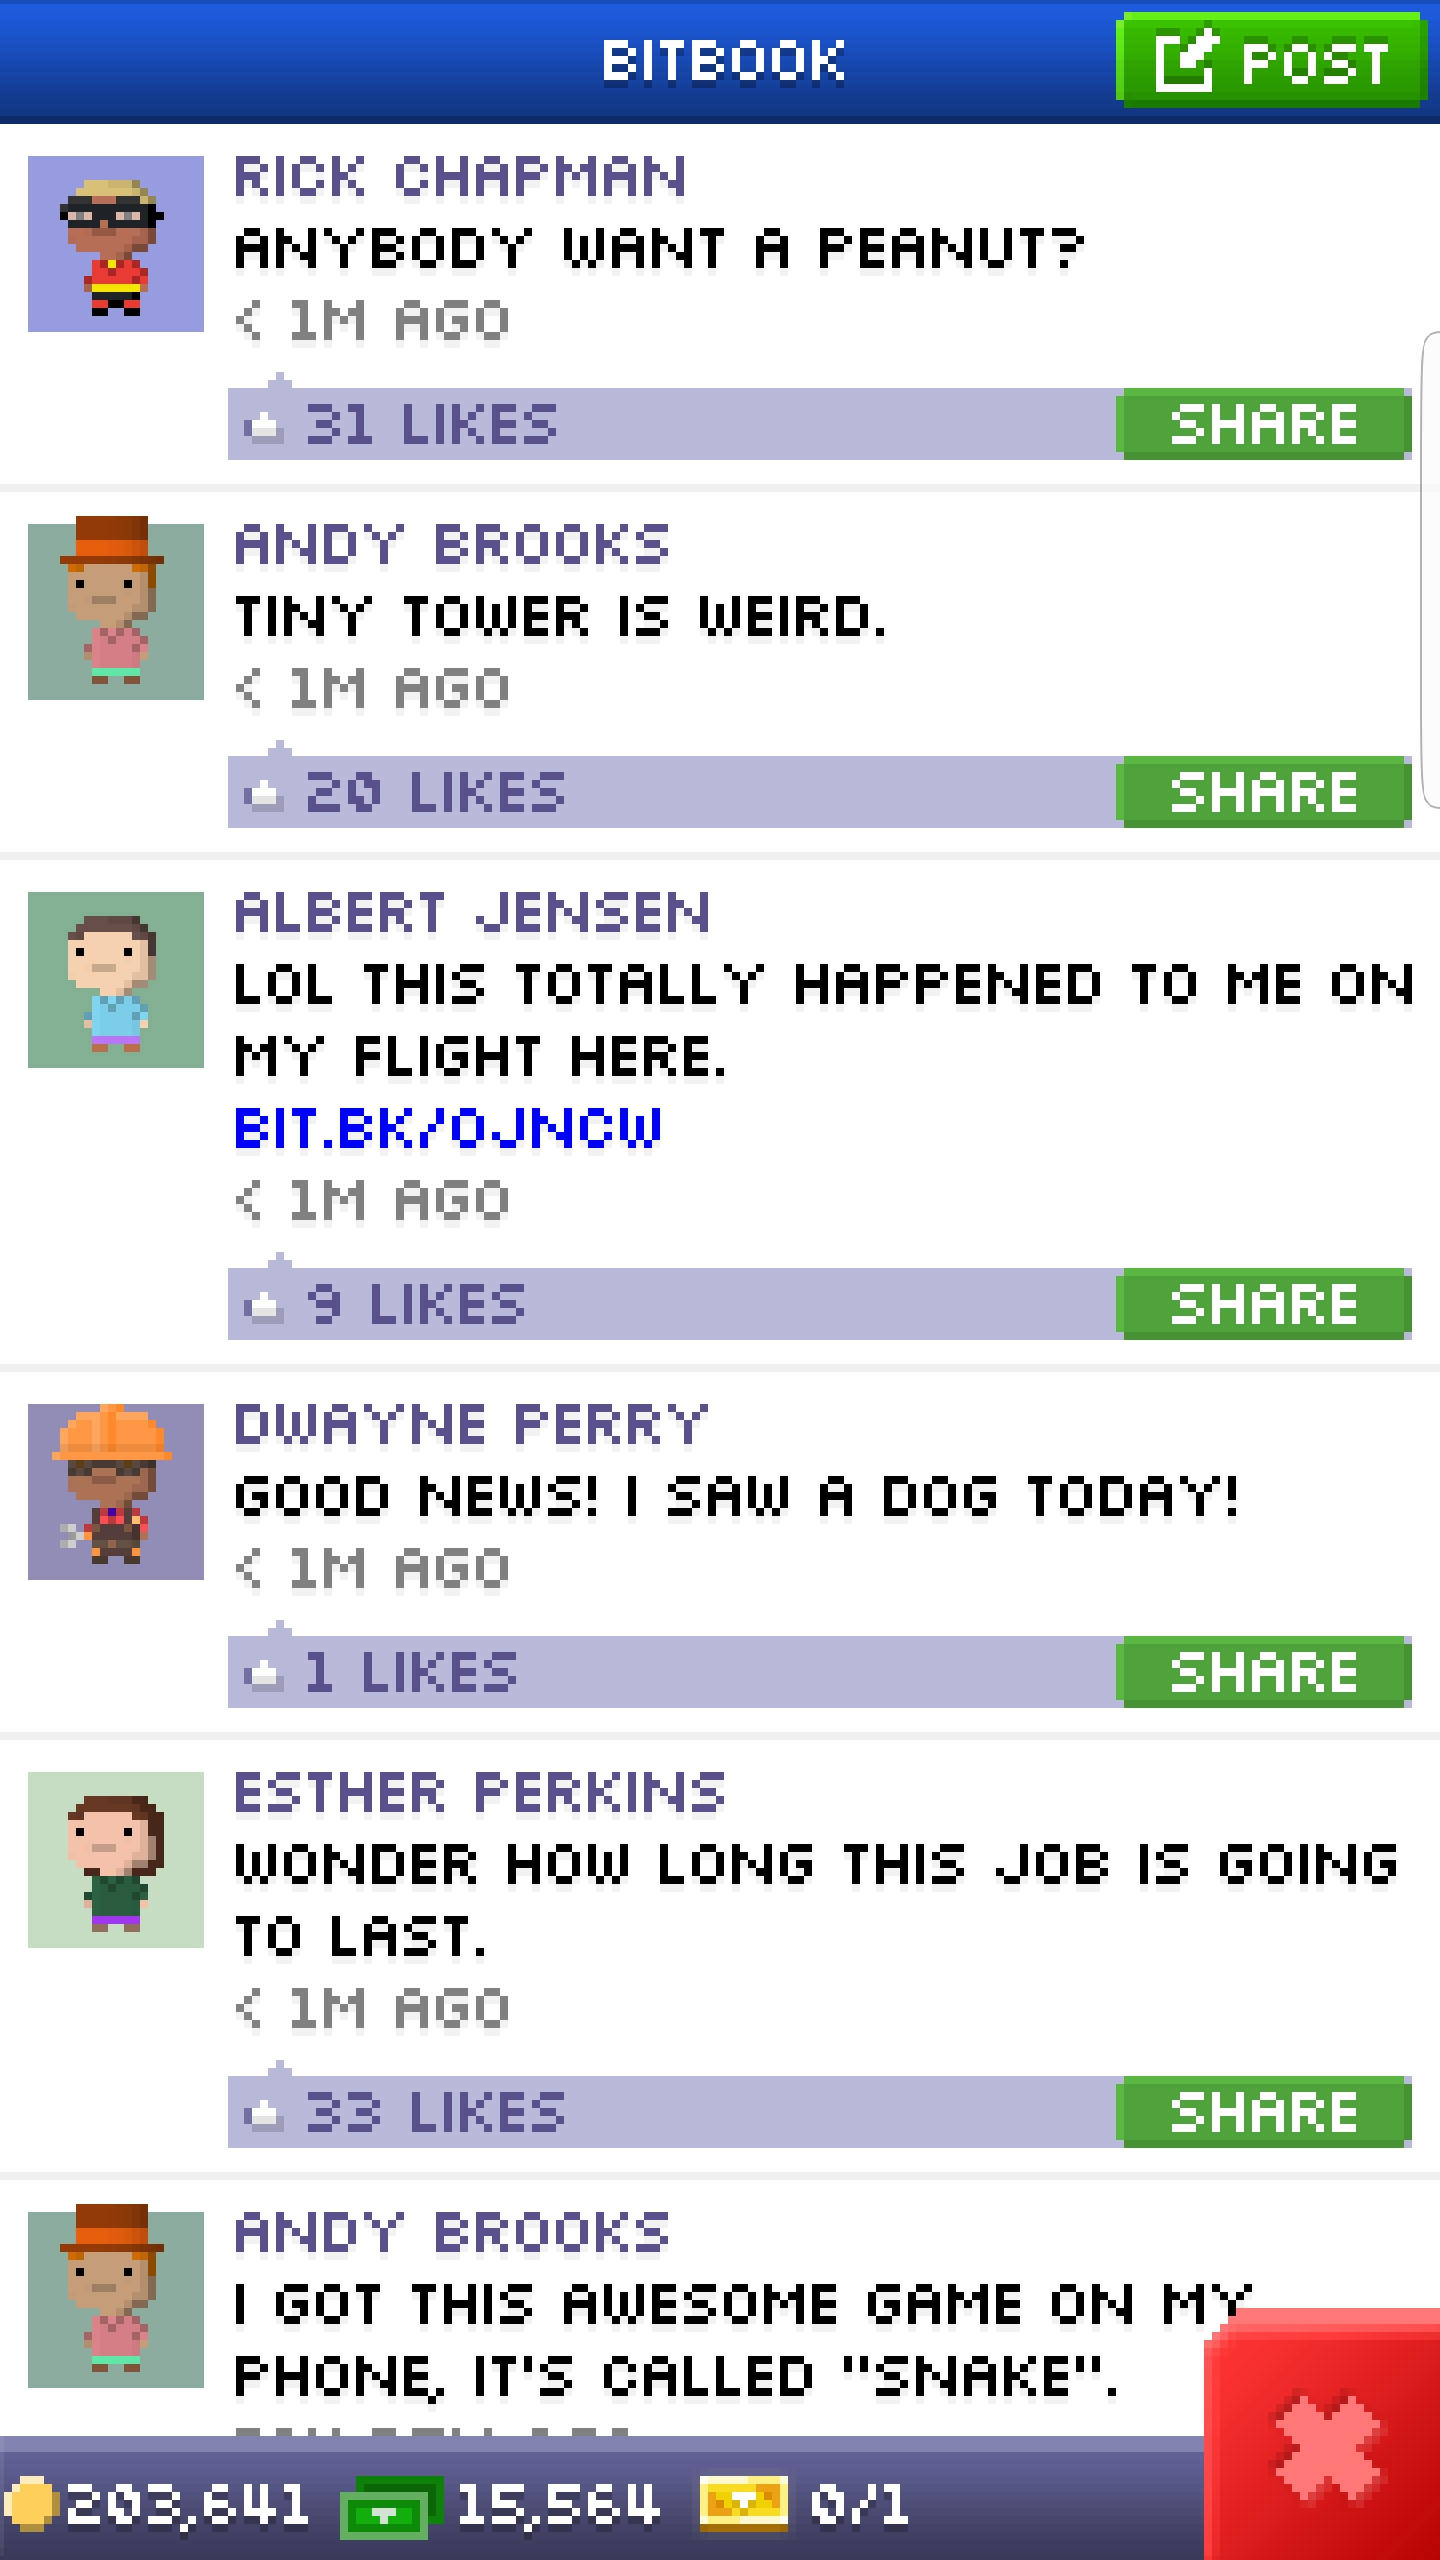 BITBOOK
POST
RICK CHAPMAN
ANYBODY WANT A PEANUT?
< 1M AGO
31 LIKES
SHARE
ANDY BROOKS
TINY TOWER IS WEIRD.
< 1M AGO
20 LIKES
SHARE
ALBERT JENSEN
LOL THIS TOTALLY HAPPENED TO ME ON
MY FLIGHT HERE.
BIT.BK/OJNCW
< 1M AGO
9 LIKES
SHARE
DWAYNE PERRY
GOOD NEWS! I SAW A DOG TODAY!
< 1M AGO
1 LIKES
SHARE
ESTHER PERKINS
WONDER HOW LONG THIS JOB IS GOING
TO LAST.
< 1M AGO
33 LIKES
SHARE
ANDY BROOKS
I GOT THIS AWESOME GAME ON MY
PHONE, IT'S CALLED "SNAKE".
203,641
15,564
0/1